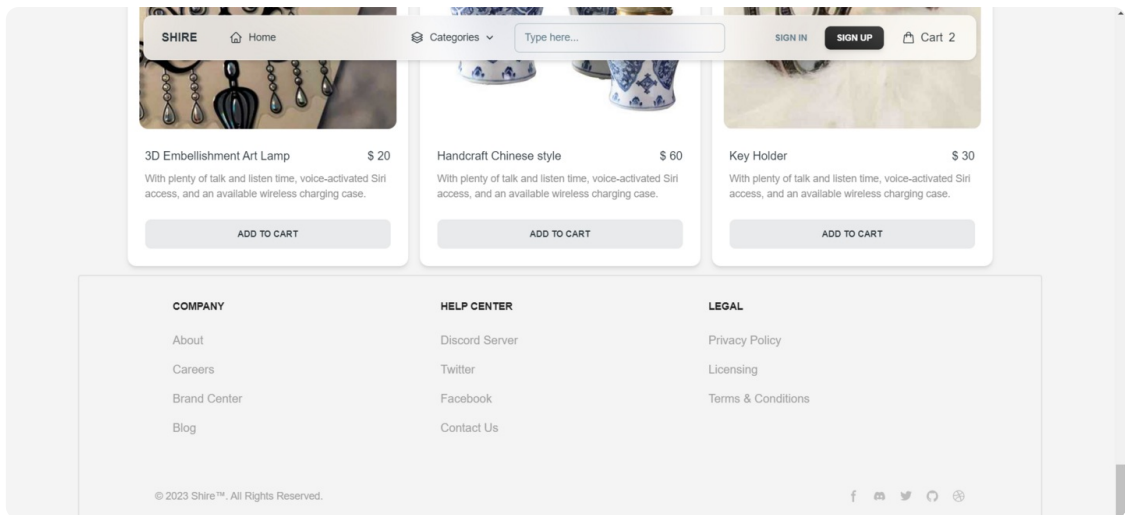 SHIRE Home Categories Type here... SIGN IN SIGN UP Cart 2
3D Embellishment Art Lamp $ 20
With plenty of talk and listen time, voice-activated Siri
access, and an available wireless charging case.
ADD TO CART
Handcraft Chinese style $ 60
With plenty of talk and listen time, voice-activated Siri
access, and an available wireless charging case.
ADD TO CART
Key Holder $ 30
With plenty of talk and listen time, voice-activated Siri
access, and an available wireless charging case.
ADD TO CART
COMPANY
About
Careers
Brand Center
Blog
HELP CENTER
Discord Server
Twitter
Facebook
Contact Us
LEGAL
Privacy Policy
Licensing
Terms & Conditions
© 2023 Shire™. All Rights Reserved.